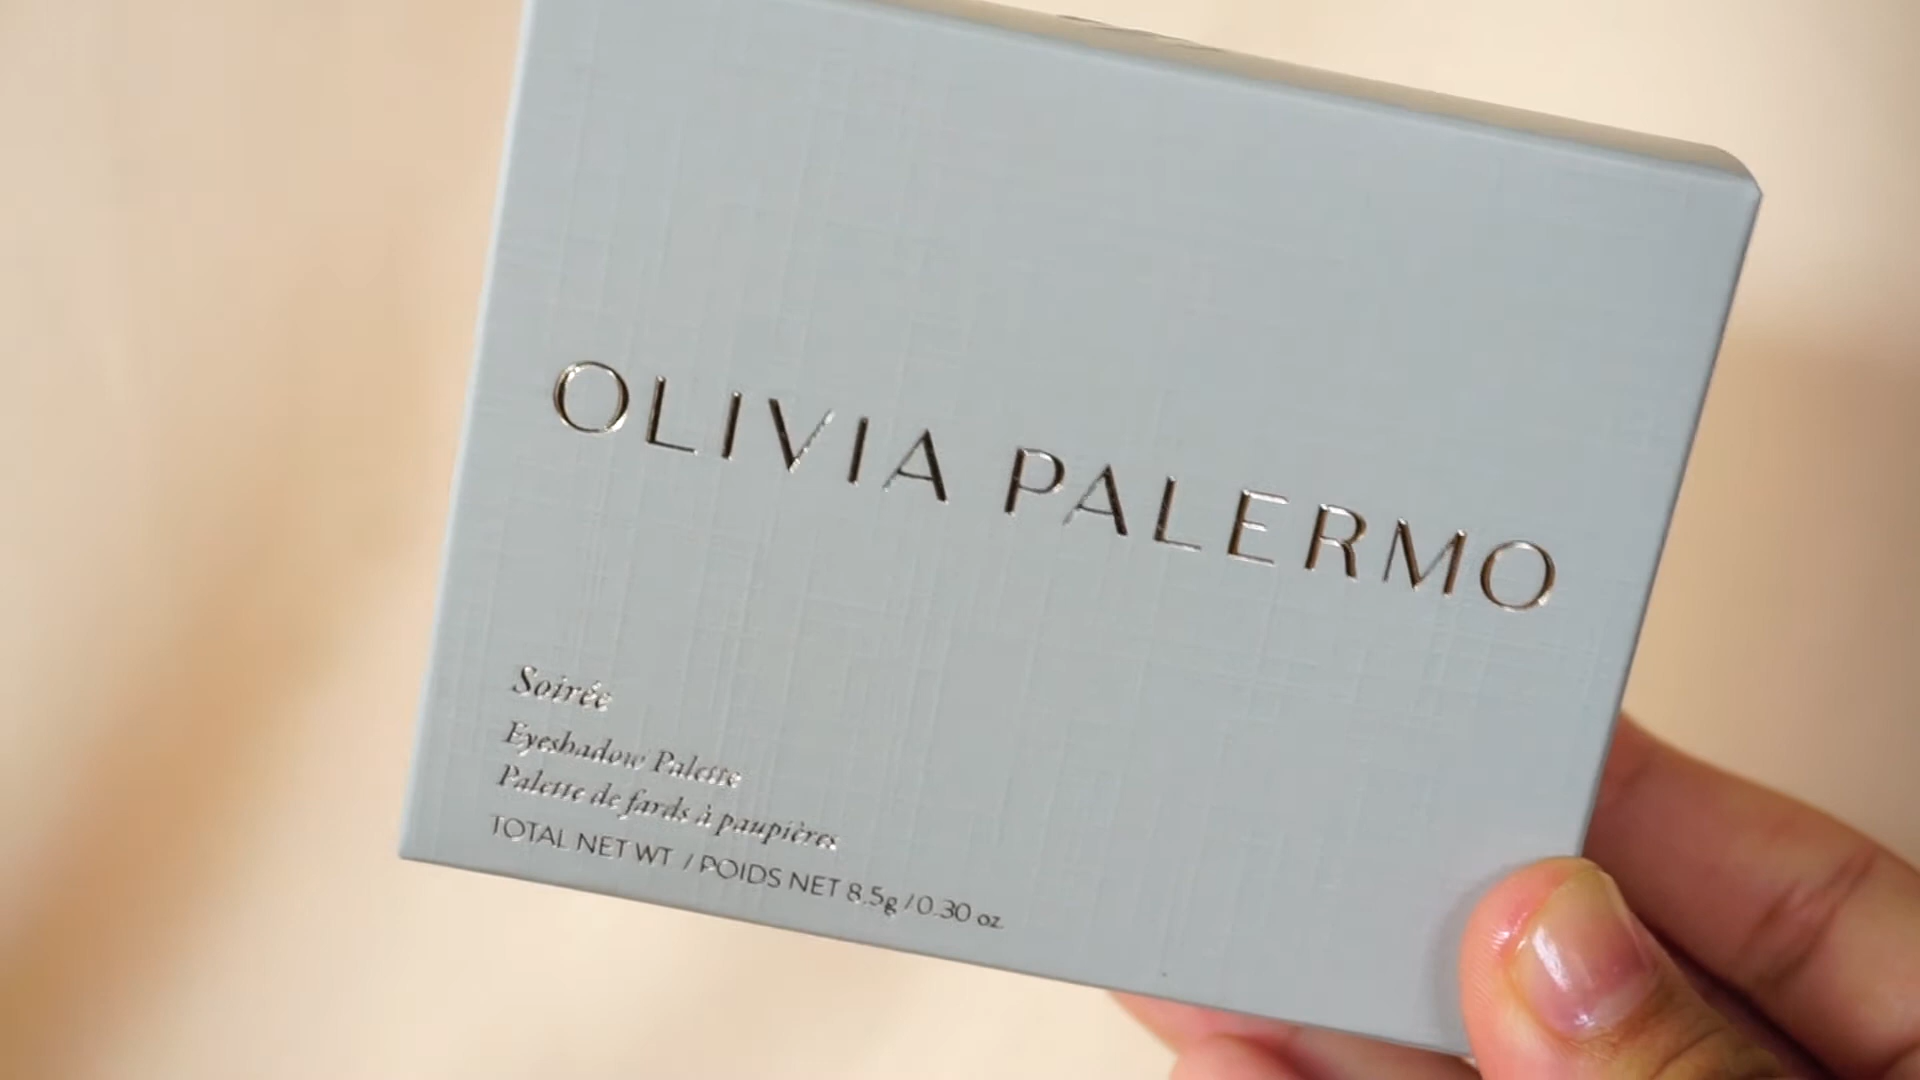 OLIVIA PALERMO
Soirée
Eyeshadow Palette
Palette de fards à paupières
TOTAL NET WT / POIDS NET 8.5g / 0.30 oz.